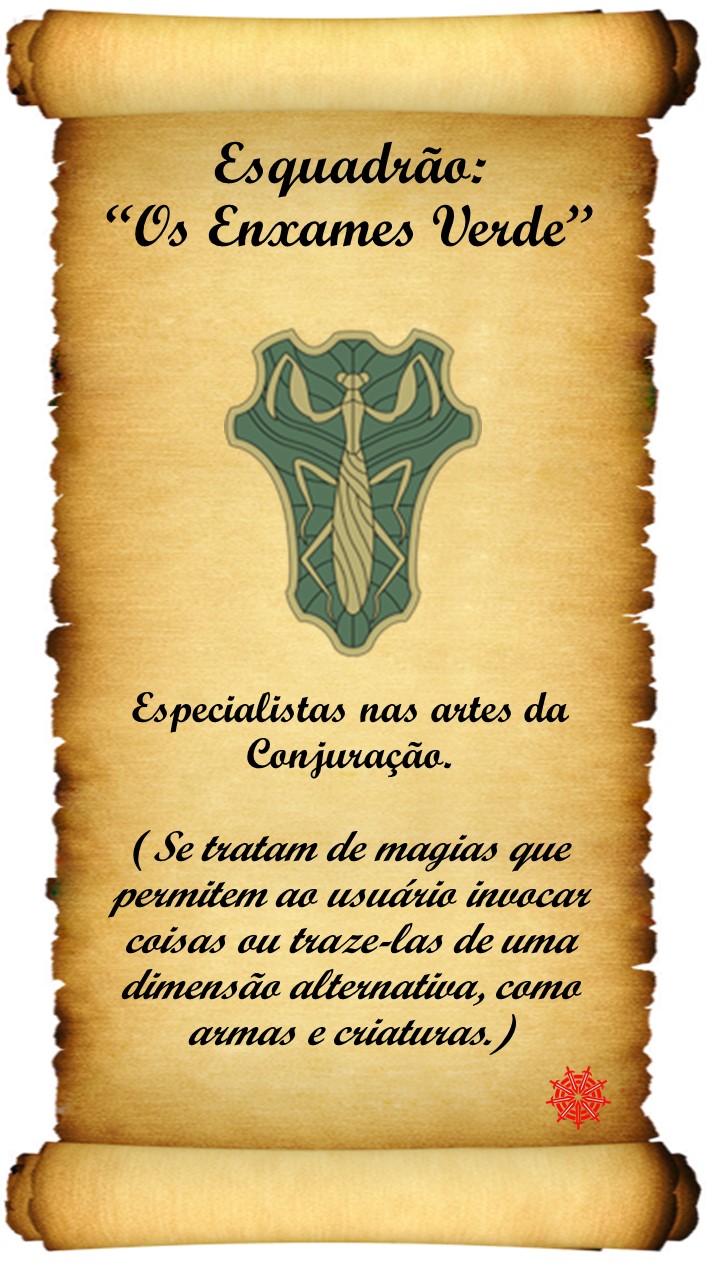 Esquadrão:
“Os Enxames Verde”
Especialistas nas artes da
Conjuração.
( Se tratam de magias que
permitem ao usuário invocar
coisas ou traze-las de uma
dimensão alternativa, como
armas e criaturas.)